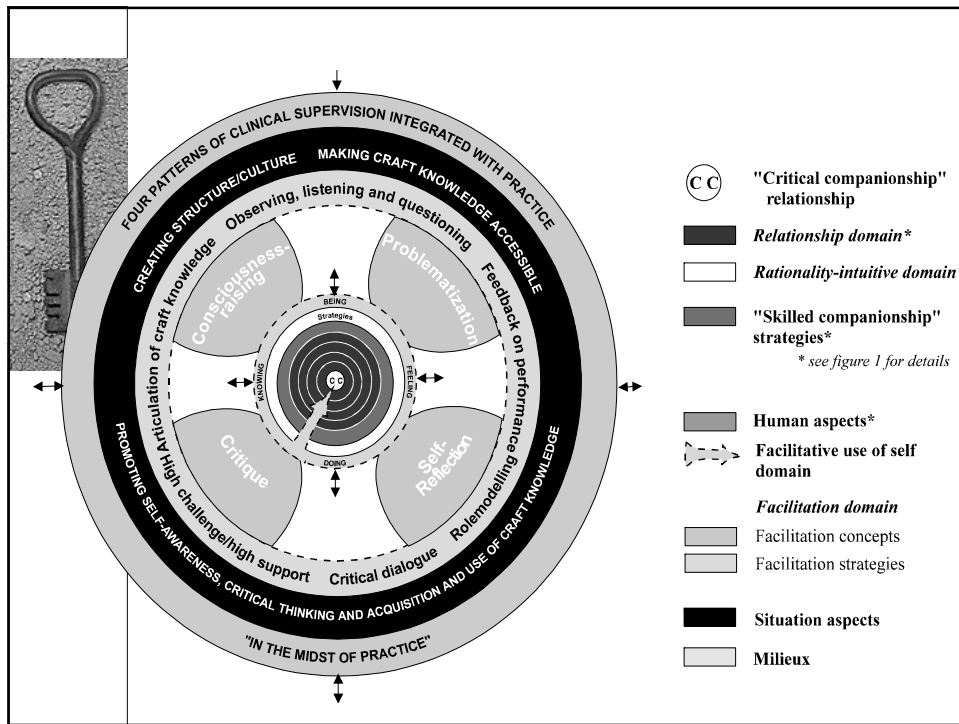 FOUR PATTERNS OF CLINICAL SUPERVISION INTEGRATED WITH PRACTICE
CREATING STRUCTURE/CULTURE
MAKING CRAFT KNOWLEDGE ACCESSIBLE
Observing, listening and questioning
Articulation of craft knowledge
Feedback on performance
Consciousness-
raising
Problematization
BEING
Strategies
KNOWING
C C
FEELING
DOING
Critique
Self-
Reflection
High challenge/high support
Critical dialogue
Rolemodelling
PROMOTING SELF-AWARENESS, CRITICAL THINKING AND ACQUISITION AND USE OF CRAFT KNOWLEDGE
"IN THE MIDST OF PRACTICE"
C C
"Critical companionship"
relationship
Relationship domain*
Rationality-intuitive domain*
"Skilled companionship"
strategies*
* see figure 1 for details
Human aspects*
Facilitative use of self
domain
Facilitation domain
Facilitation concepts
Facilitation strategies
Situation aspects
Milieux